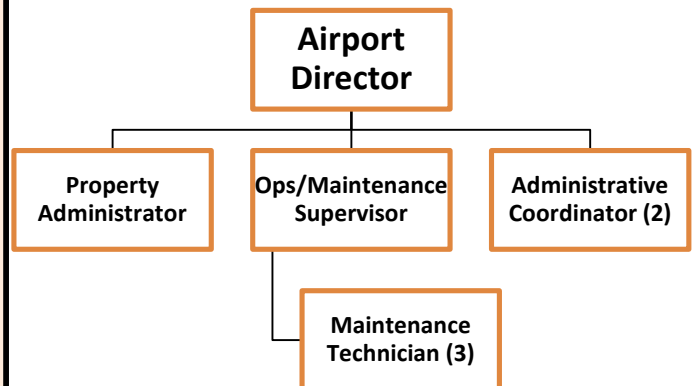 Airport
Director
Property
Administrator
Ops/Maintenance
Supervisor
Administrative
Coordinator (2)
Maintenance
Technician (3)